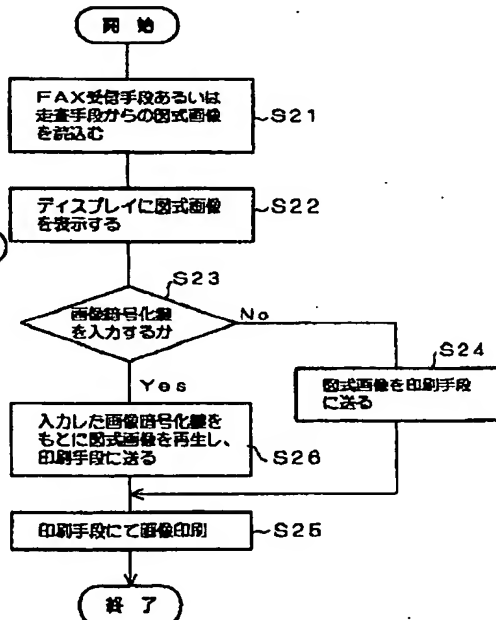 開 始
FAX受信手段あるいは
走査手段からの図式画像
を読込む
S21
ディスプレイに図式画像
を表示する
S22
S23
画像暗号化鍵
を入力するか
No
Yes
S24
図式画像を印刷手段
に送る
入力した画像暗号化鍵を
もとに図式画像を再生し、
印刷手段に送る
S26
印刷手段にて画像印刷
S25
終 了